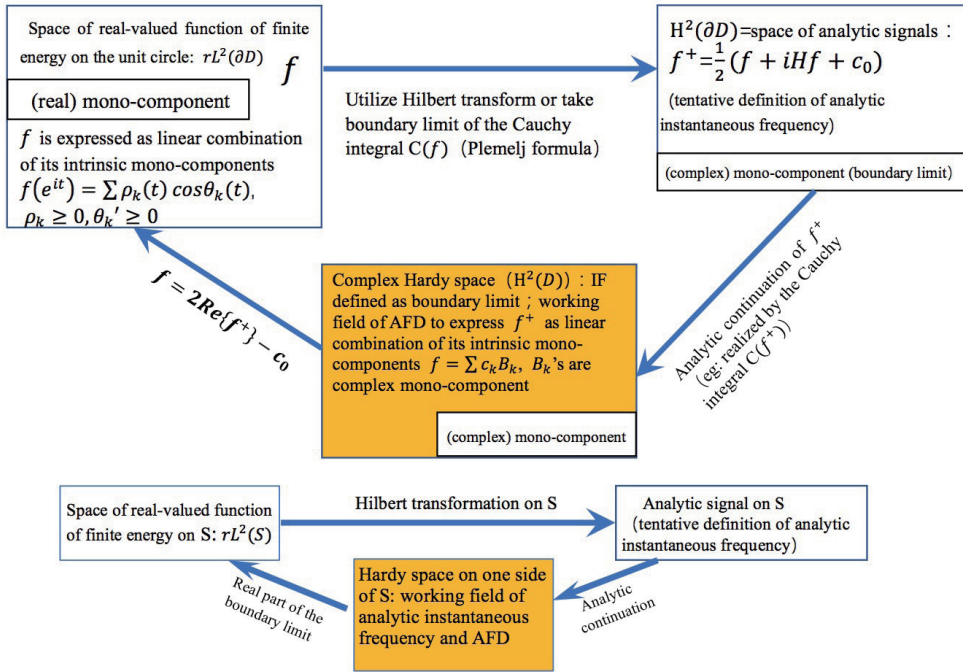 Space of real-valued function of finite
energy on the unit circle: rL²(∂D)
f
(real) mono-component
f is expressed as linear combination
of its intrinsic mono-components
f(e^{it}) = ∑ ρ_k(t) cosθ_k(t),
ρ_k ≥ 0, θ_k′ ≥ 0
Utilize Hilbert transform or take
boundary limit of the Cauchy
integral C(f) (Plemelj formula)
H²(∂D)=space of analytic signals :
f⁺=½(f + iHf + c₀)
(tentative definition of analytic
instantaneous frequency)
(complex) mono-component (boundary limit)
Analytic continuation of f⁺
(eg: realized by the Cauchy
integral C(f⁺))
Complex Hardy space (H²(D)) : IF
defined as boundary limit ; working
field of AFD to express f⁺ as linear
combination of its intrinsic mono-
components f = ∑ c_k B_k, B_k's are
complex mono-component
(complex) mono-component
f = 2Re{f⁺} − c₀
Space of real-valued function
of finite energy on S: rL²(S)
Hilbert transformation on S
Analytic signal on S
(tentative definition of analytic
instantaneous frequency)
Analytic
continuation
Hardy space on one side
of S: working field of
analytic instantaneous
frequency and AFD
Real part of the
boundary limit